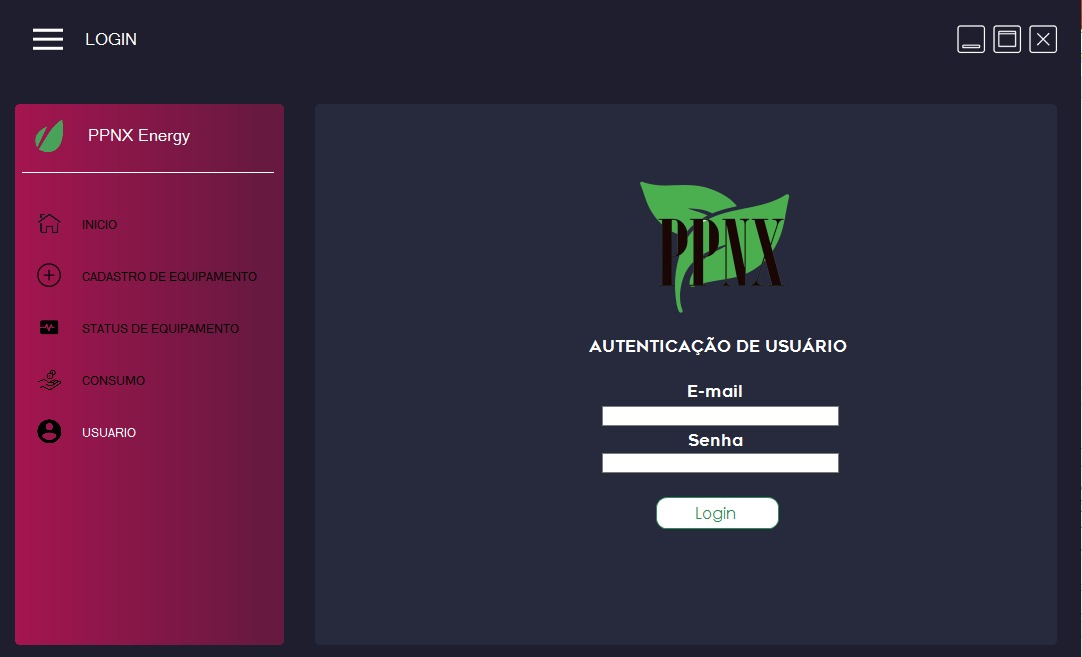 LOGIN
PPNX Energy
INICIO
CADASTRO DE EQUIPAMENTO
STATUS DE EQUIPAMENTO
CONSUMO
USUARIO
PPNX
AUTENTICAÇÃO DE USUÁRIO
E-mail
Senha
Login